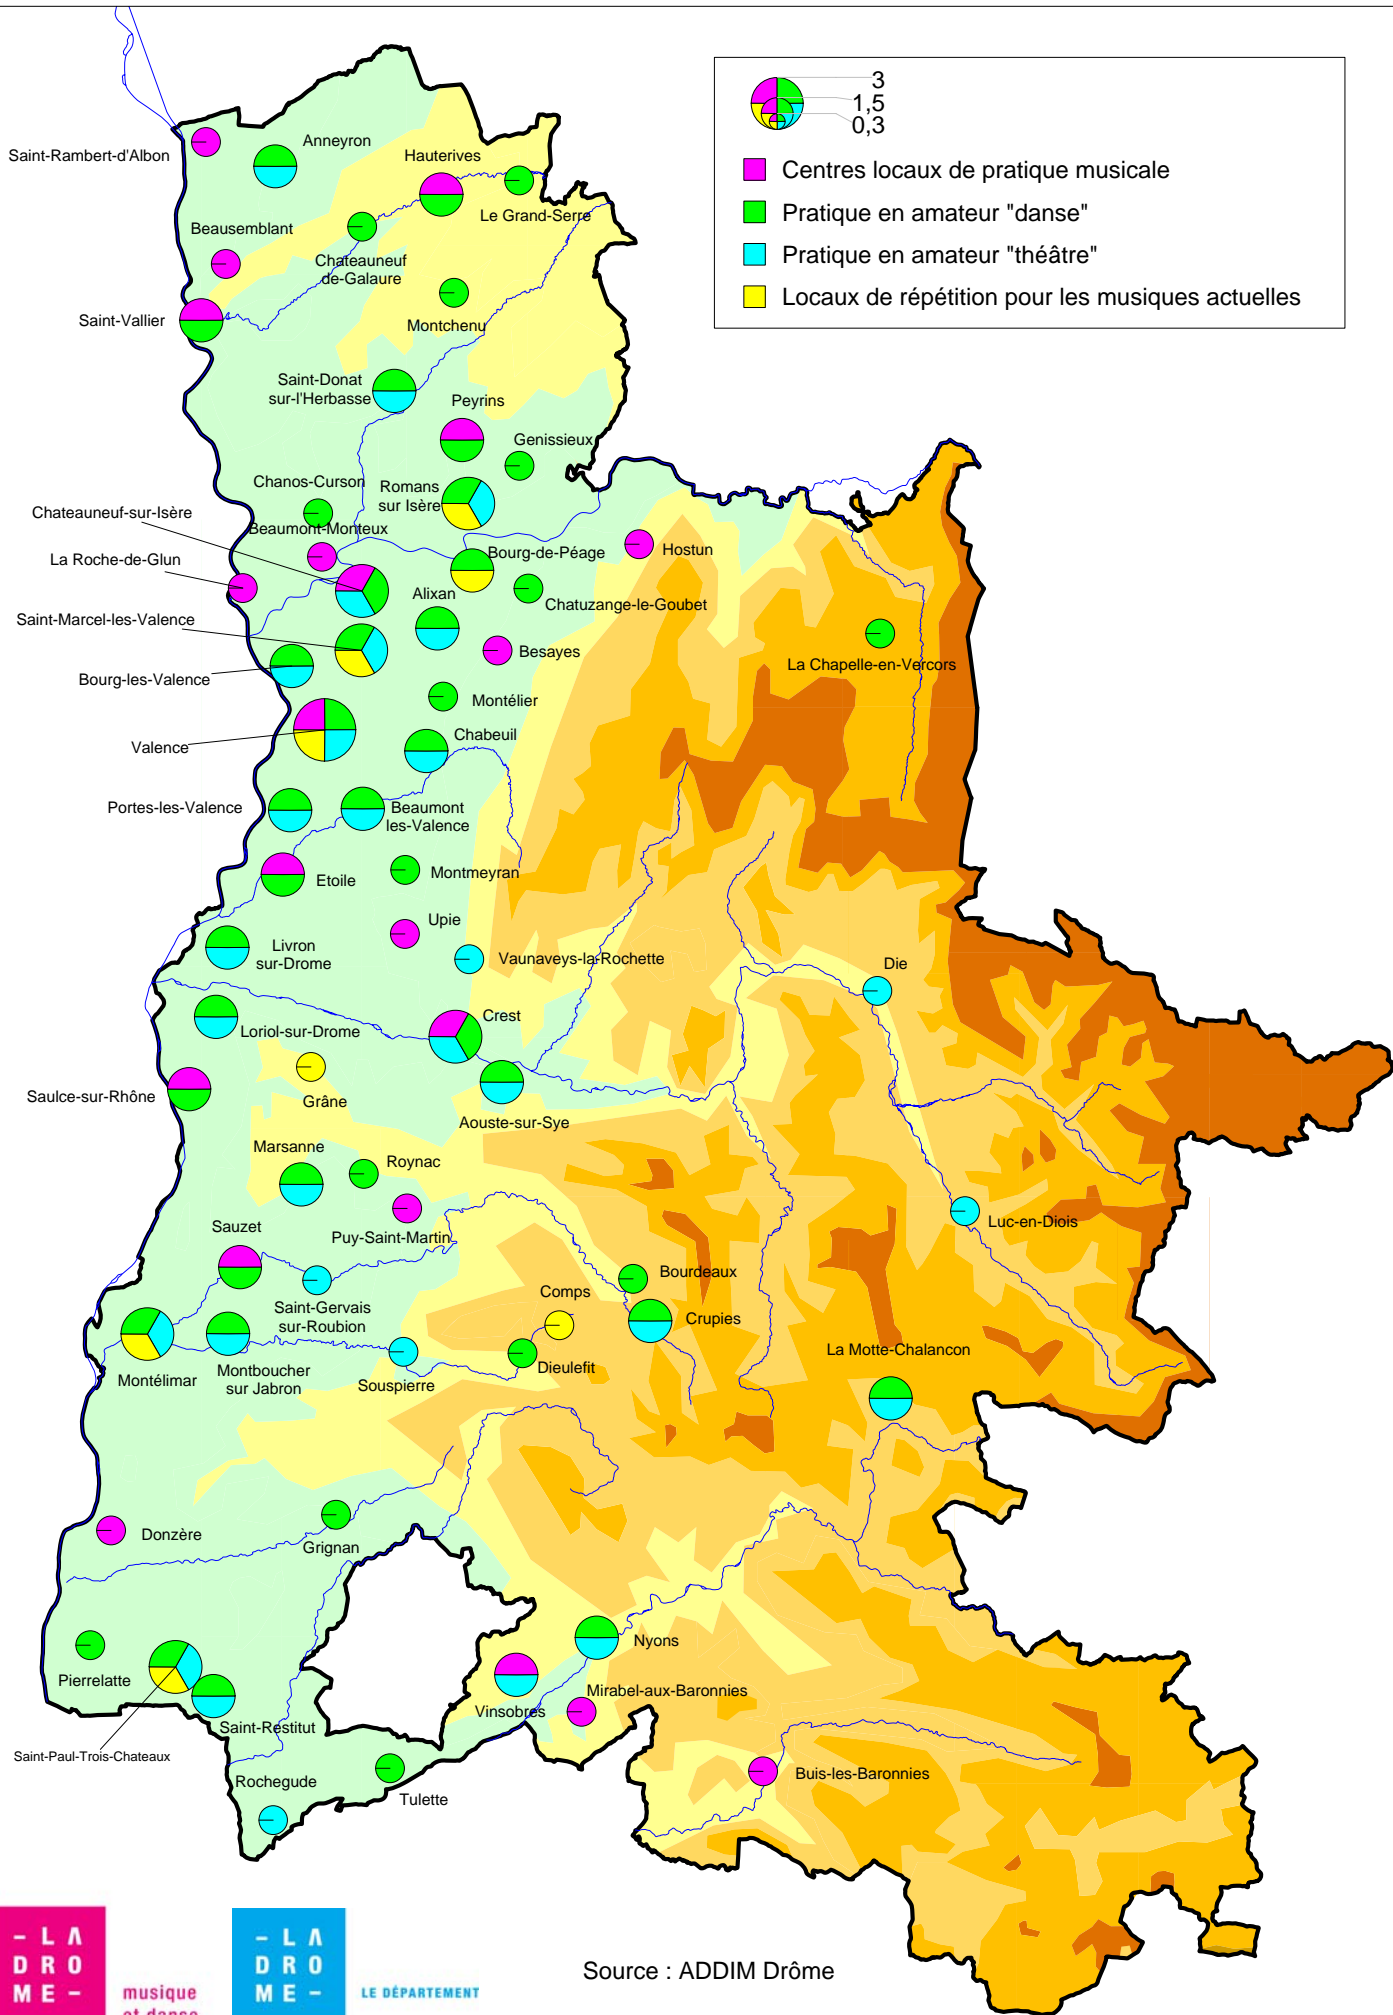 3
1,5
0,3
Centres locaux de pratique musicale
Pratique en amateur "danse"
Pratique en amateur "théâtre"
Locaux de répétition pour les musiques actuelles
Saint-Rambert-d'Albon
Anneyron
Hauterives
Le Grand-Serre
Beausemblant
Chateauneuf
de-Galaure
Saint-Vallier
Montchenu
Saint-Donat
sur-l'Herbasse
Peyrins
Genissieux
Chanos-Curson
Romans
sur Isère
Chateauneuf-sur-Isère
Beaumont-Monteux
Bourg-de-Péage
Hostun
La Roche-de-Glun
Alixan
Chatuzange-le-Goubet
Saint-Marcel-les-Valence
Besayes
La Chapelle-en-Vercors
Bourg-les-Valence
Montélier
Valence
Chabeuil
Portes-les-Valence
Beaumont
les-Valence
Etoile
Montmeyran
Upie
Livron
sur-Drome
Vaunaveys-la-Rochette
Die
Loriol-sur-Drome
Crest
Saulce-sur-Rhône
Grâne
Aouste-sur-Sye
Marsanne
Roynac
Puy-Saint-Martin
Luc-en-Diois
Sauzet
Saint-Gervais
sur-Roubion
Bourdeaux
Comps
Crupies
Montélimar
Montboucher
sur Jabron
Souspierre
Dieulefit
La Motte-Chalancon
Donzère
Grignan
Pierrelatte
Nyons
Saint-Restitut
Vinsobres
Mirabel-aux-Baronnies
Saint-Paul-Trois-Chateaux
Rochegude
Tulette
Buis-les-Baronnies
– L A
D R O
M E –
musique
et danse
– L A
D R O
M E –
LE DÉPARTEMENT
Source : ADDIM Drôme